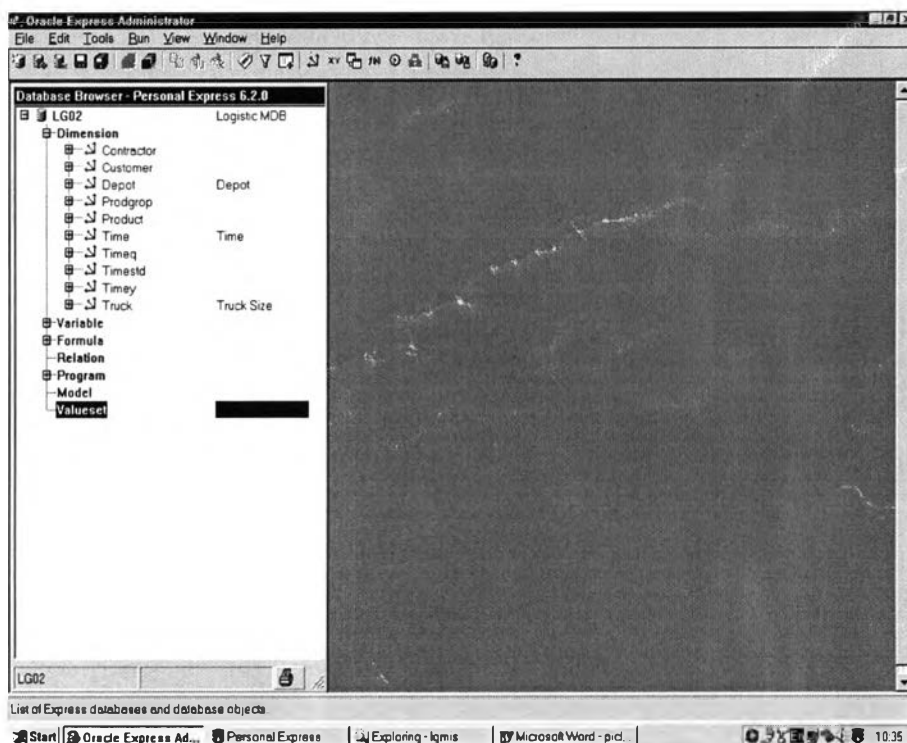 Oracle Express Administrator
File Edit Tools Run View Window Help
Database Browser - Personal Express 6.2.0
LG02 Logistic MDB
Dimension
Contractor
Customer
Depot Depot
Prodgrop
Product
Time Time
Timeq
Timestd
Timey
Truck Truck Size
Variable
Formula
Relation
Program
Model
Valueset
LG02
List of Express databases and database objects.
Start Oracle Express Ad... Personal Express Exploring - lgmis Microsoft Word - pic... 10:35